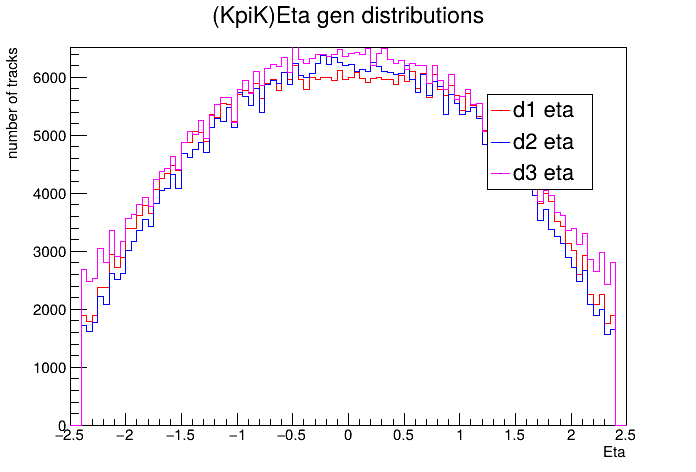 (KpiK)Eta gen distributions
number of tracks
6000
5000
4000
3000
2000
1000
0
d1 eta
d2 eta
d3 eta
−2.5 −2 −1.5 −1 −0.5 0 0.5 1 1.5 2 2.5
Eta